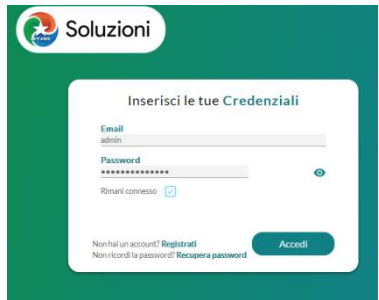 Soluzioni
Inserisci le tue Credenziali
Email
admin
Password
••••••••••••••
Rimani connesso
Non hai un account? Registrati
Accedi
Non ricordi la password? Recupera password